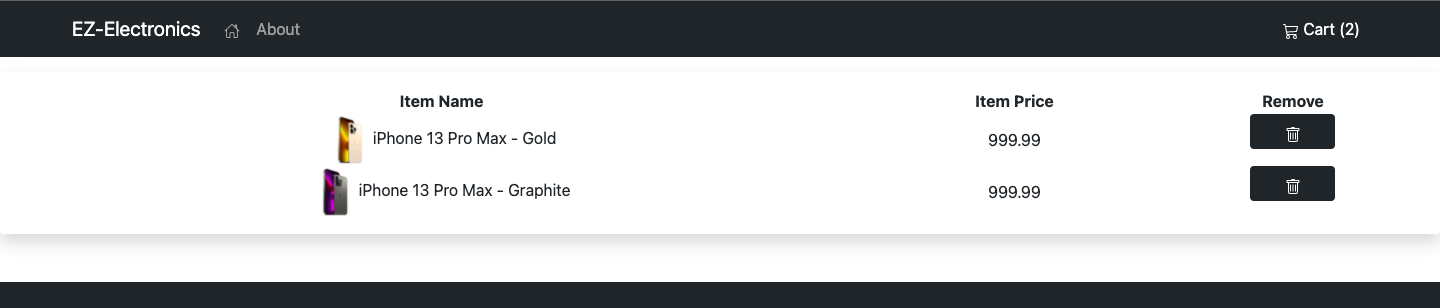 EZ-Electronics About Cart (2)
Item Name Item Price Remove
iPhone 13 Pro Max - Gold 999.99
iPhone 13 Pro Max - Graphite 999.99